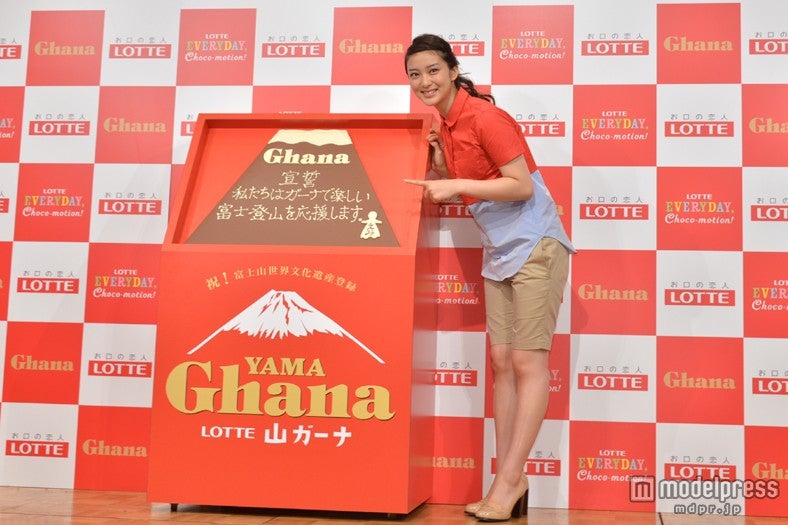 Ghana
宣誓
私たちはガーナで楽しい
富士登山を応援します。
祝！富士山世界文化遺産登録
YAMA
Ghana
LOTTE 山ガーナ
お口の恋人
LOTTE
Ghana
LOTTE
EVERYDAY,
Choco-motion!
modelpress
mdpr.jp